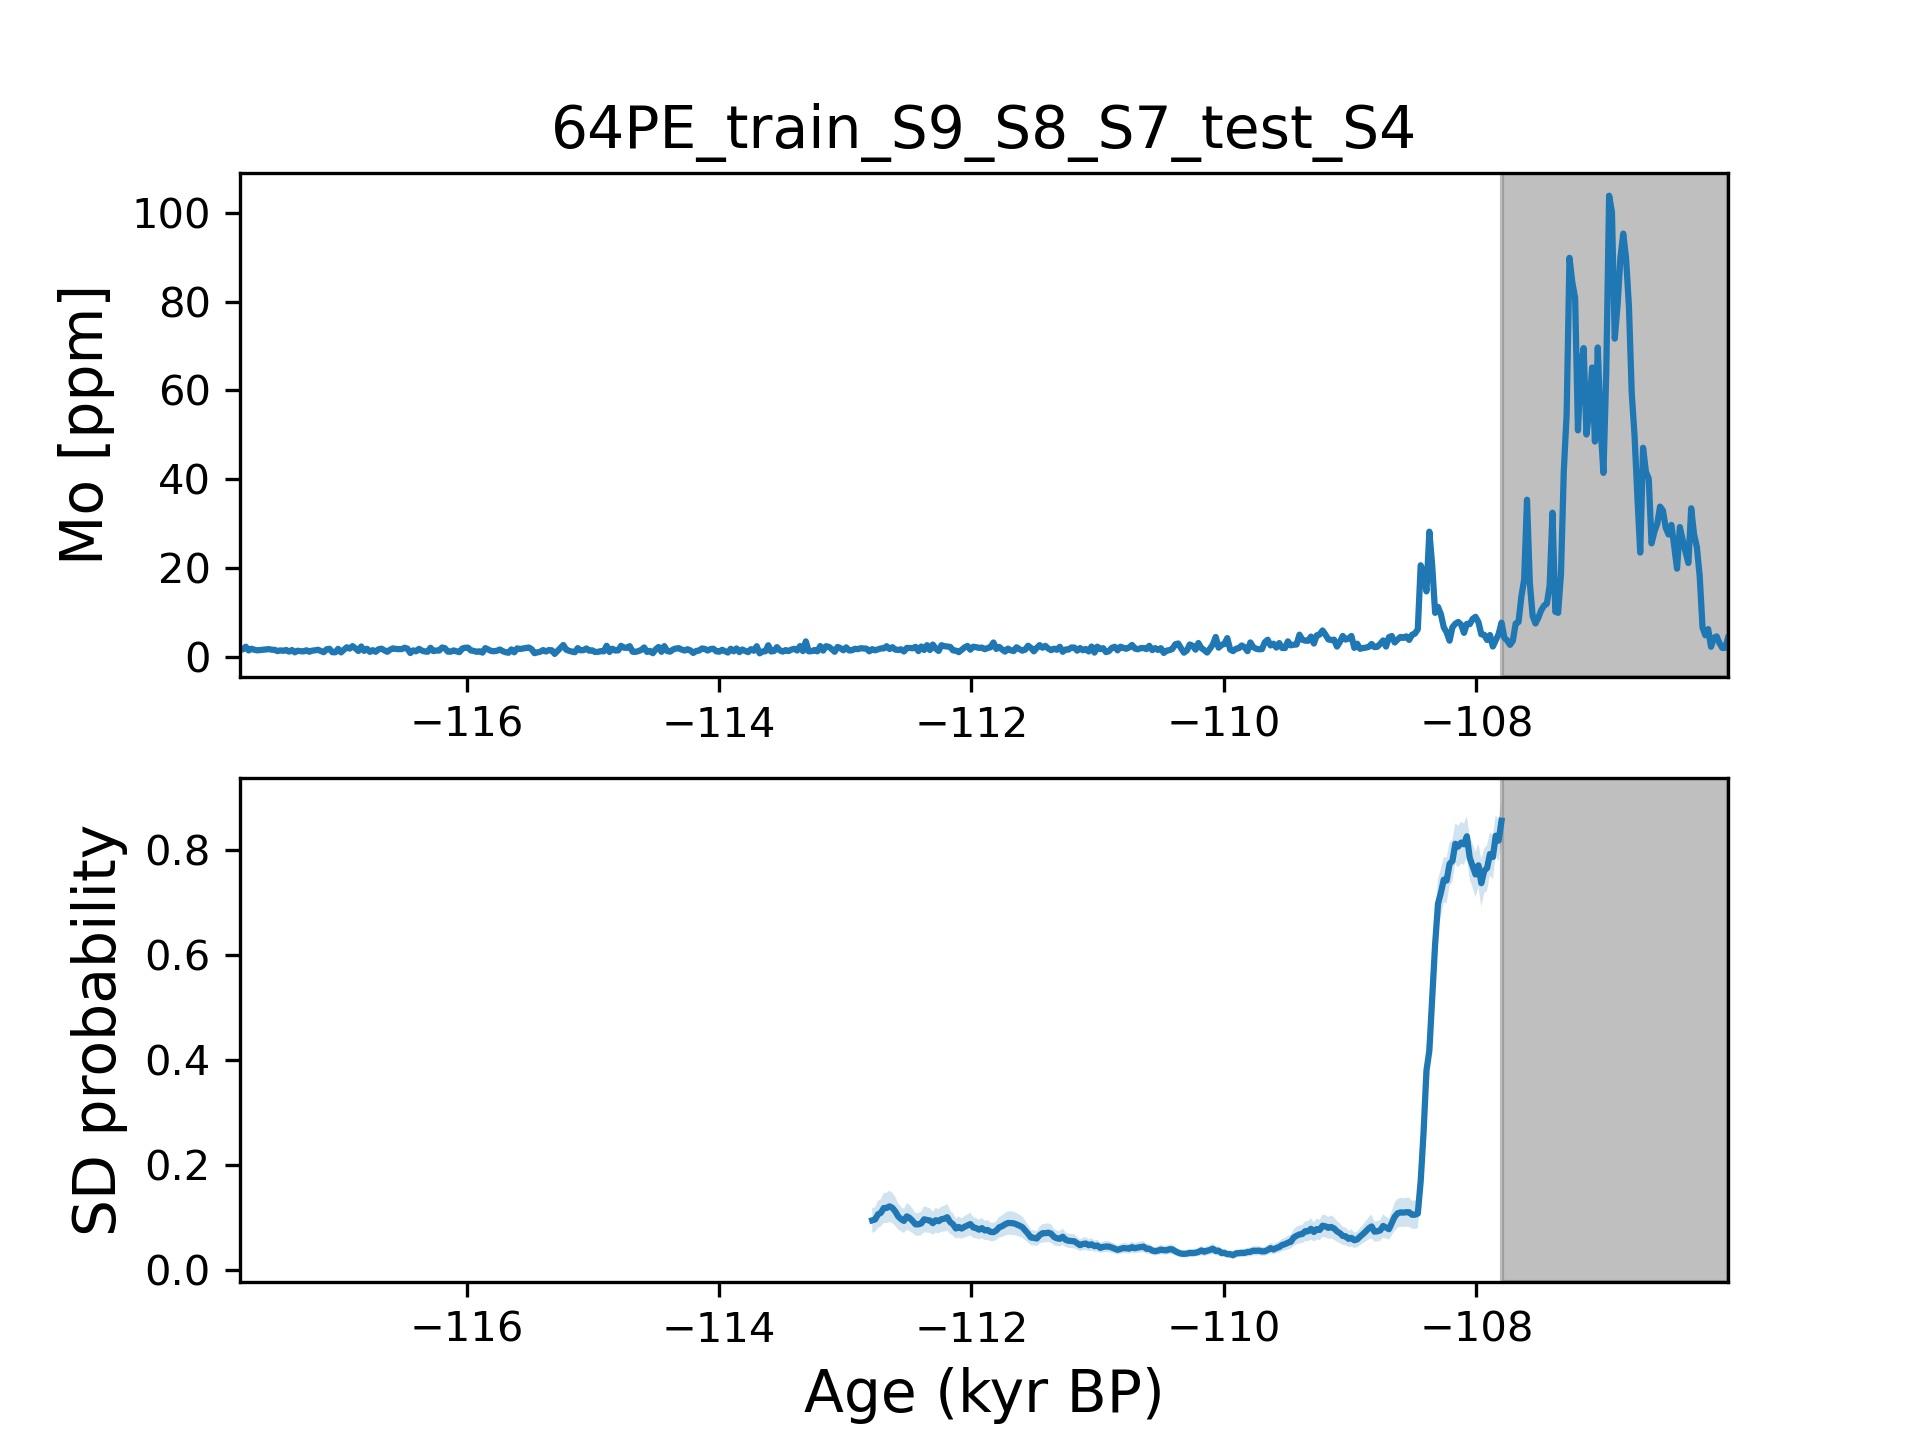 64PE_train_S9_S8_S7_test_S4
Mo [ppm]
100
80
60
40
20
0
−116 −114 −112 −110 −108
SD probability
0.8
0.6
0.4
0.2
0.0
−116 −114 −112 −110 −108
Age (kyr BP)